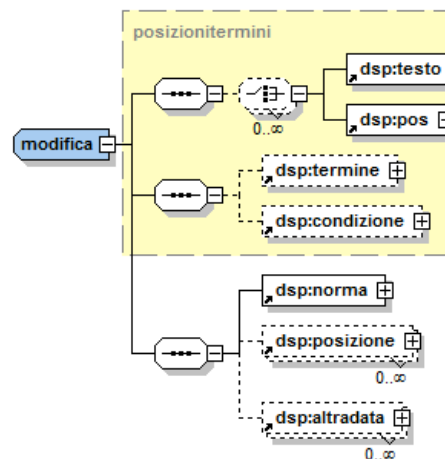 posizionitermini
dsp:testo
0..∞
dsp:pos
modifica
dsp:termine
dsp:condizione
dsp:norma
dsp:posizione
0..∞
dsp:altradata
0..∞